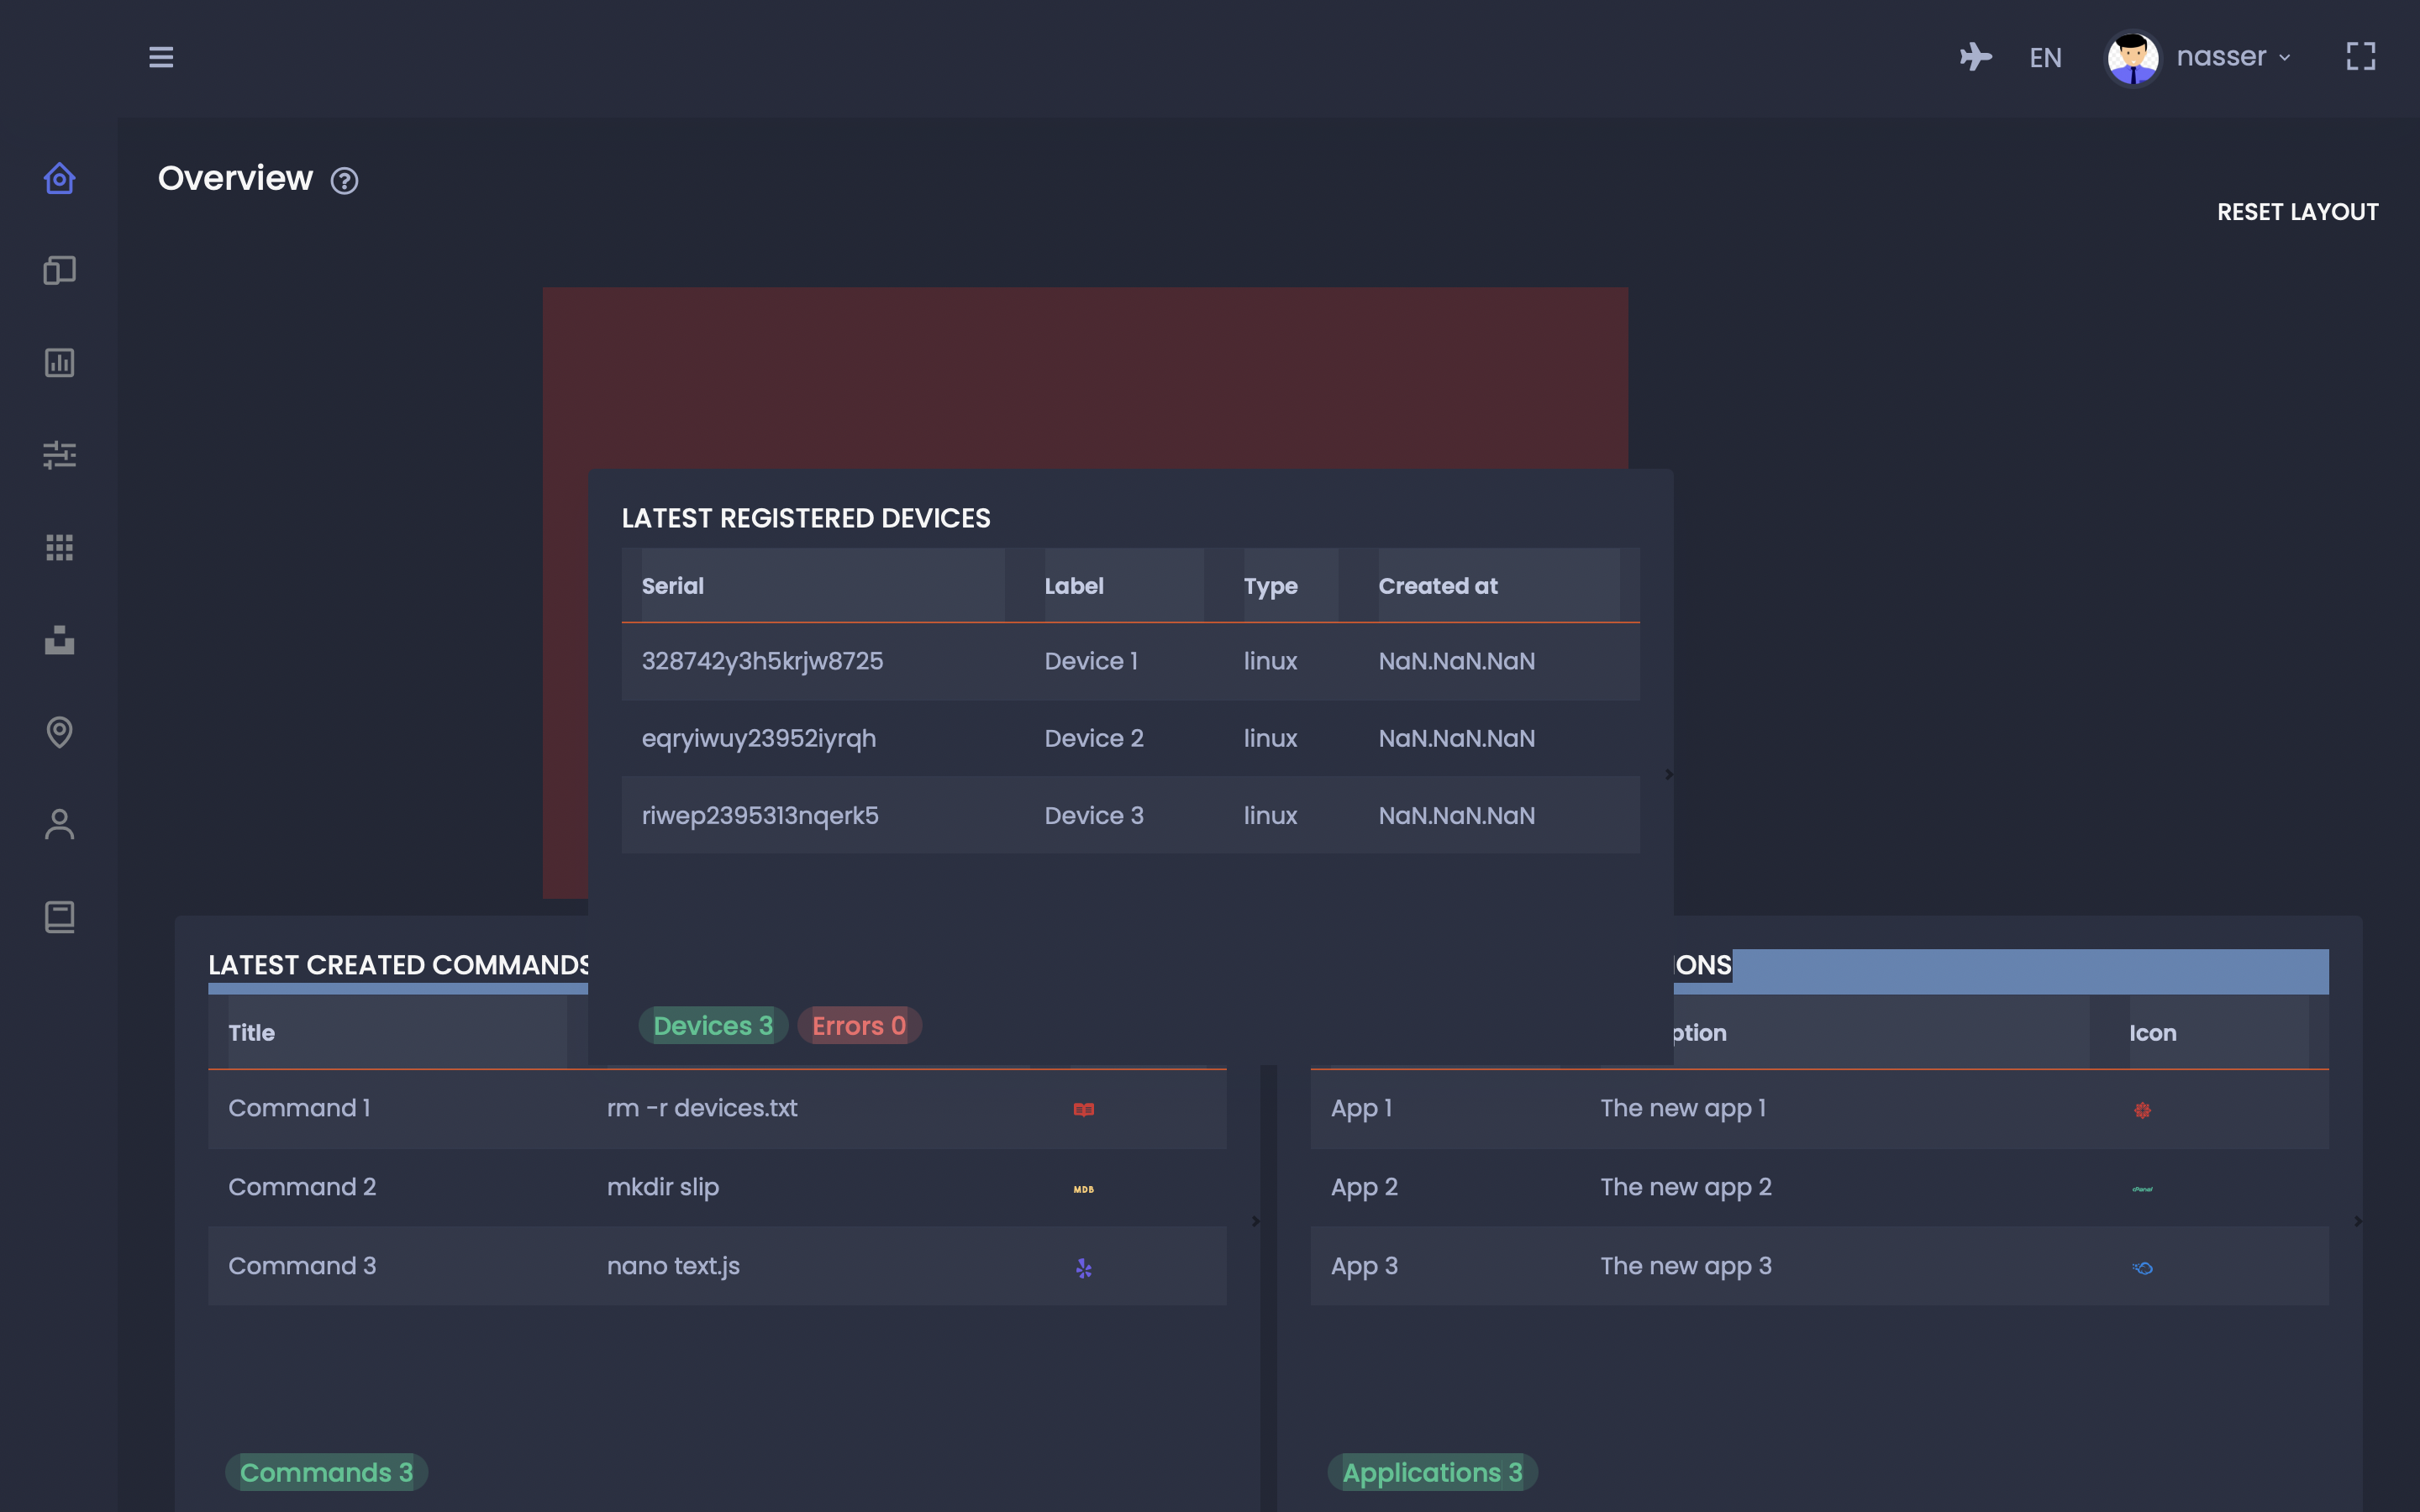 EN nasser
Overview
RESET LAYOUT
LATEST REGISTERED DEVICES
Serial Label Type Created at
328742y3h5krjw8725 Device 1 linux NaN.NaN.NaN
eqryiwuy23952iyrqh Device 2 linux NaN.NaN.NaN
riwep2395313nqerk5 Device 3 linux NaN.NaN.NaN
Devices 3 Errors 0
LATEST CREATED COMMANDS
Title
Command 1 rm -r devices.txt
Command 2 mkdir slip
MDB
Command 3 nano text.js
Commands 3
IONS
ption Icon
App 1 The new app 1
App 2 The new app 2
cPanel
App 3 The new app 3
Applications 3